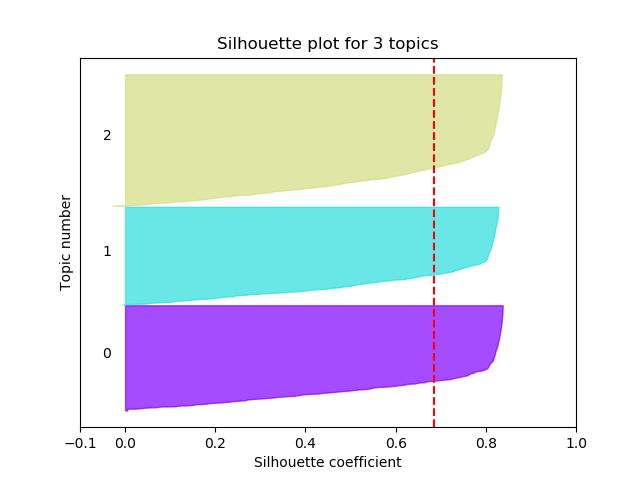 Silhouette plot for 3 topics
2
1
0
Topic number
−0.1 0.0 0.2 0.4 0.6 0.8 1.0
Silhouette coefficient